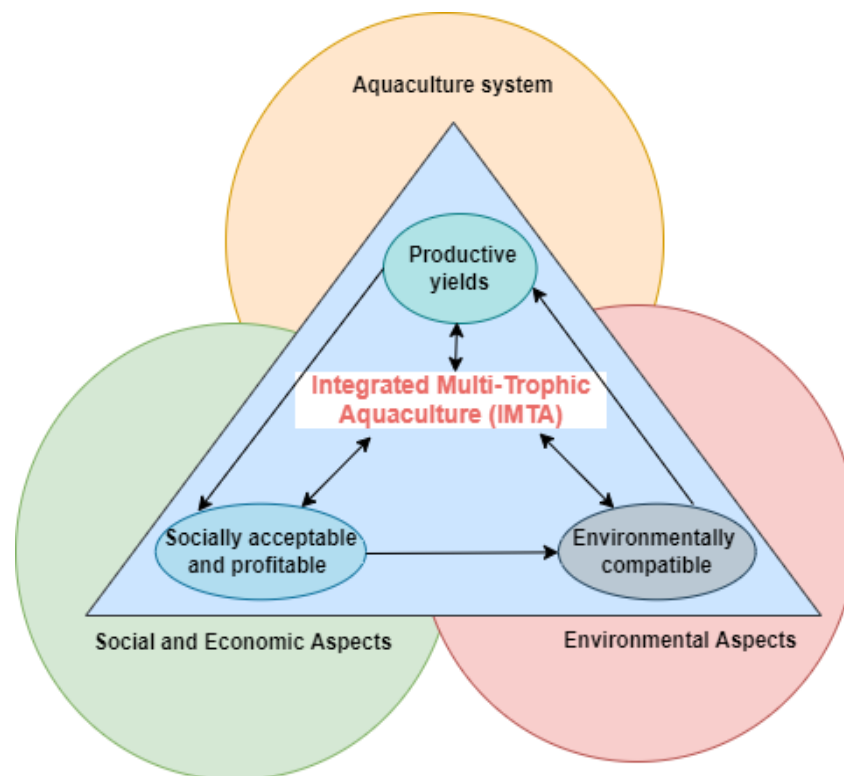 Aquaculture system
Productive
yields
Integrated Multi-Trophic
Aquaculture (IMTA)
Socially acceptable
and profitable
Environmentally
compatible
Social and Economic Aspects
Environmental Aspects